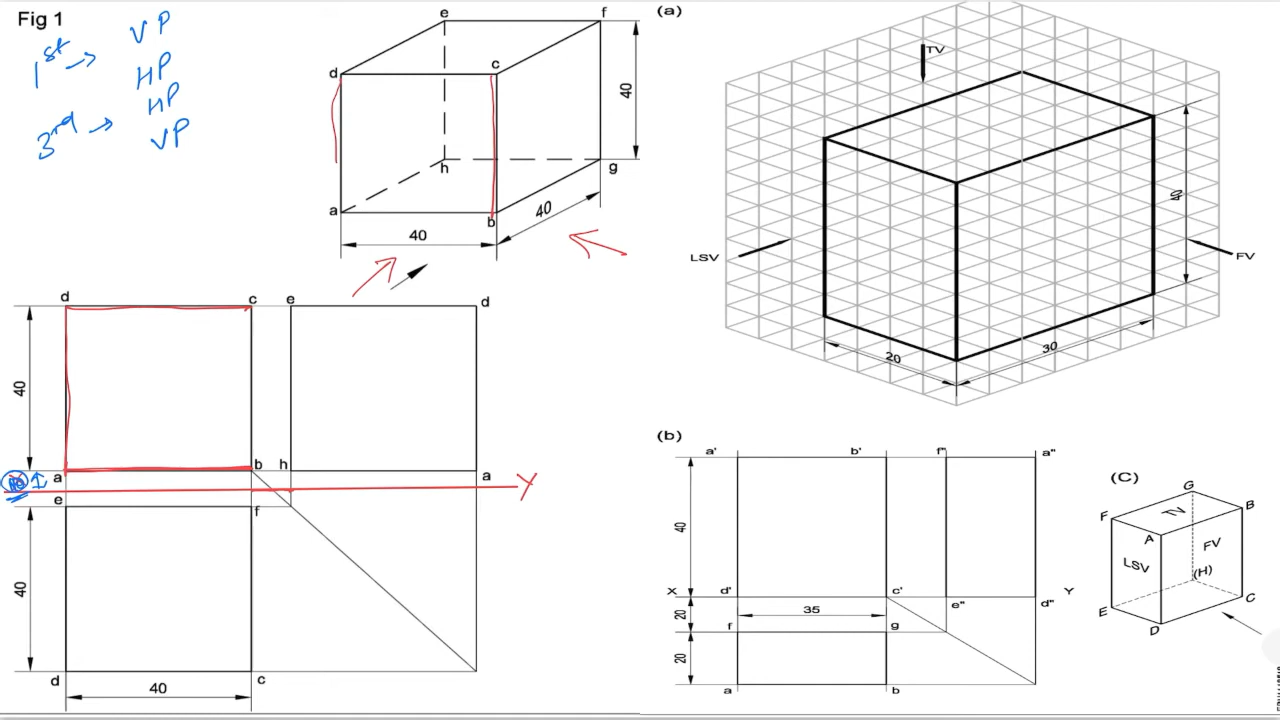 Fig 1
1st → VP
HP
3rd → HP
VP
e f
d c
40
h g
a b
40 40
d c e d
40
a b h a
Y
e f
40
d c
40
(a)
TV
40
LSV FV
20 30
(b)
a' b' f" a"
40
X d' c' e" d" Y
20 35
f g
20
a b
(C)
G
F TV B
A FV
LSV (H)
E C
D